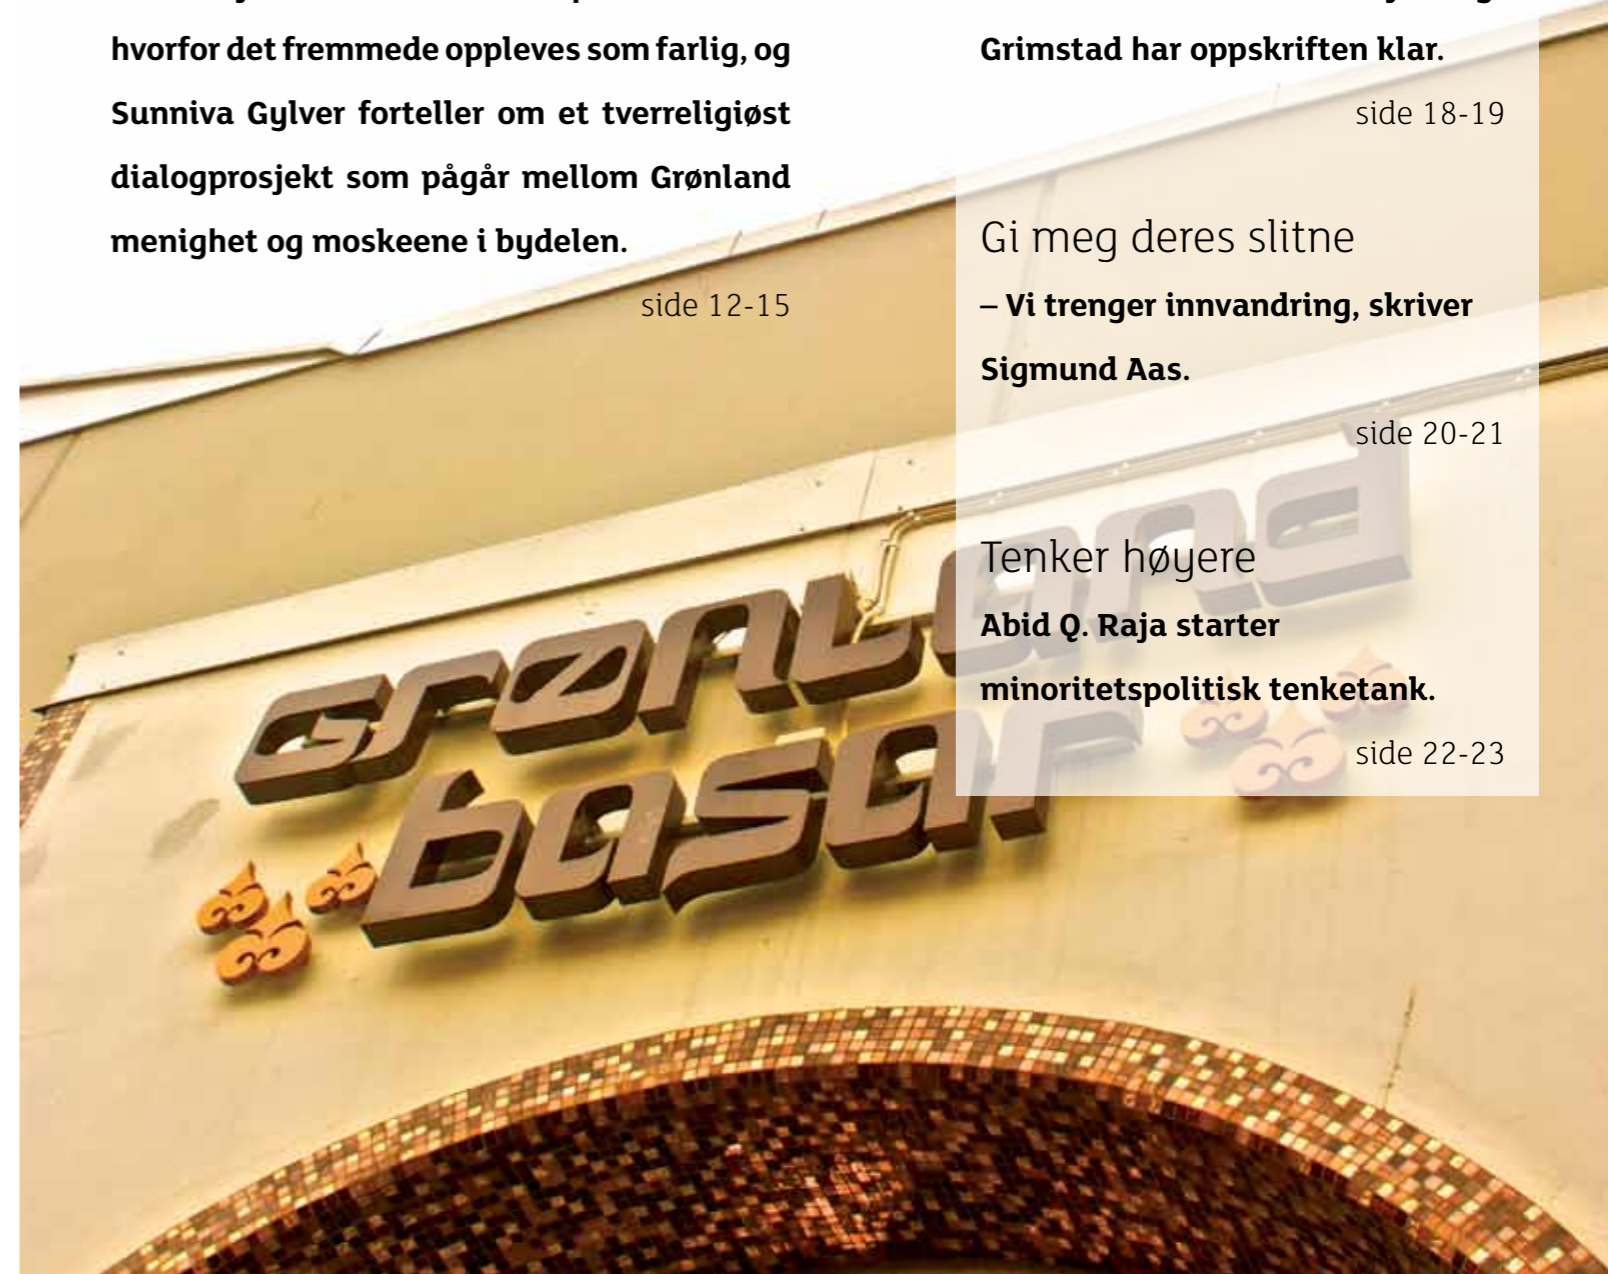 hvorfor det fremmede oppleves som farlig, og
Sunniva Gylver forteller om et tverreligiøst
dialogprosjekt som pågår mellom Grønland
menighet og moskeene i bydelen.
side 12-15
Grimstad har oppskriften klar.
side 18-19
Gi meg deres slitne
– Vi trenger innvandring, skriver
Sigmund Aas.
side 20-21
Tenker høyere
Abid Q. Raja starter
minoritetspolitisk tenketank.
side 22-23
Grønland
basar